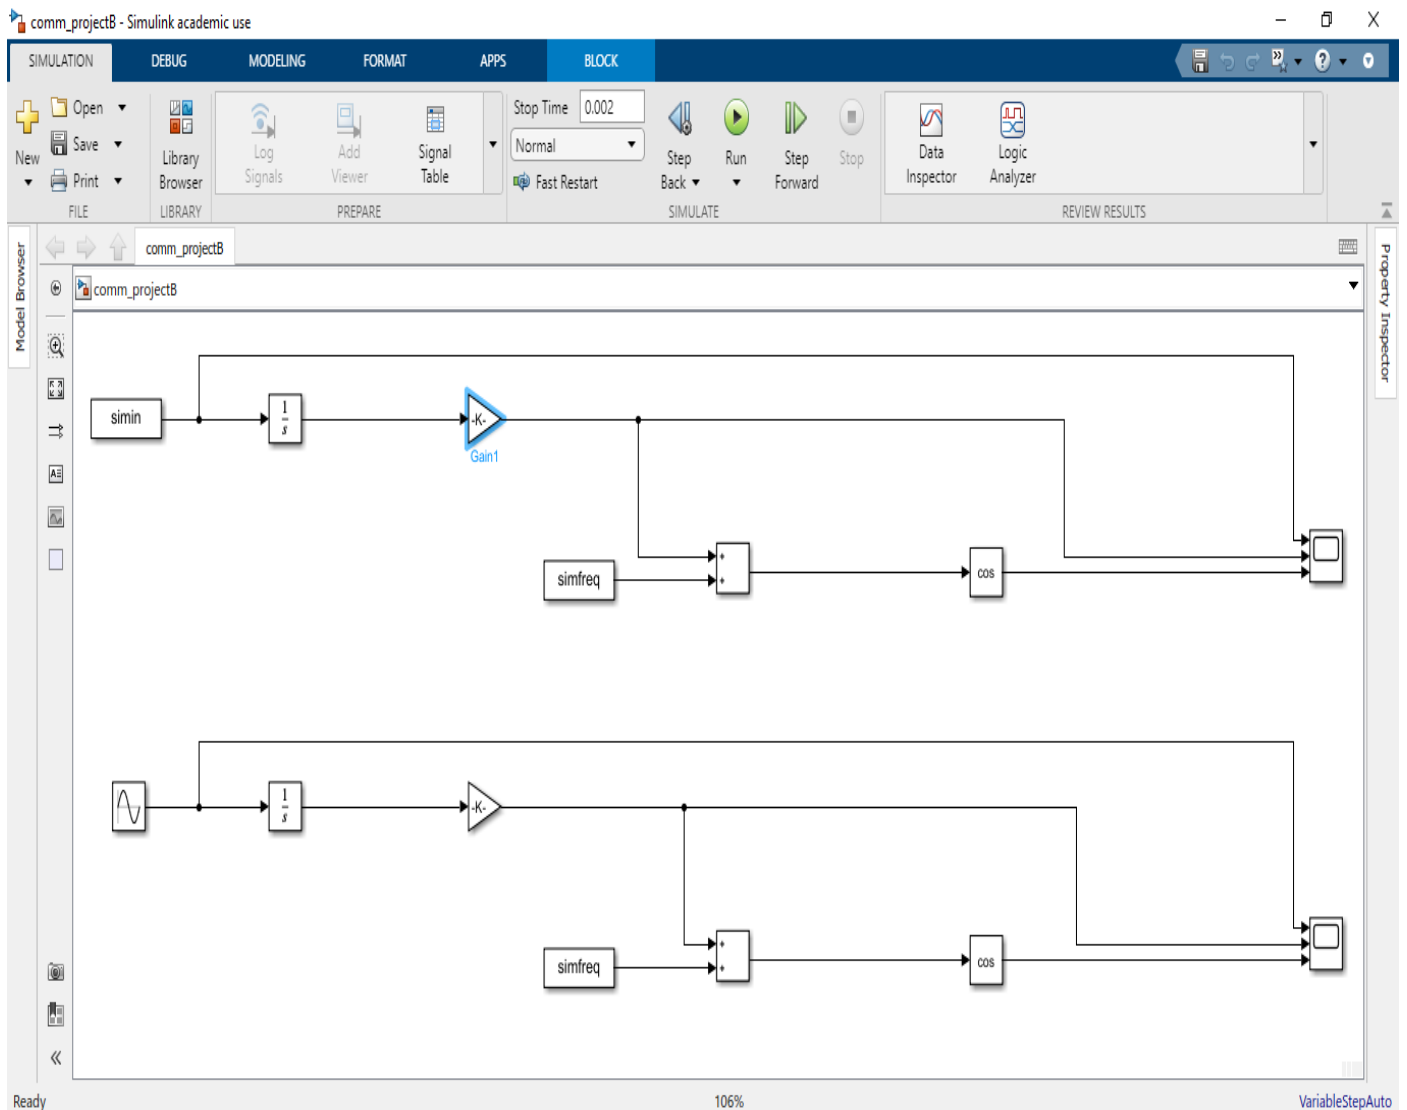 comm_projectB - Simulink academic use
SIMULATION DEBUG MODELING FORMAT APPS BLOCK
New
Open
Save
Print
FILE
Library
Browser
LIBRARY
Log
Signals
Add
Viewer
Signal
Table
PREPARE
Stop Time 0.002
Normal
Fast Restart
Step
Back
Run
Step
Forward
Stop
SIMULATE
Data
Inspector
Logic
Analyzer
REVIEW RESULTS
Model Browser
comm_projectB
comm_projectB
Property Inspector
simin
1
s
-K-
Gain1
simfreq
+
+
cos
1
s
-K-
simfreq
+
+
cos
Ready
106%
VariableStepAuto